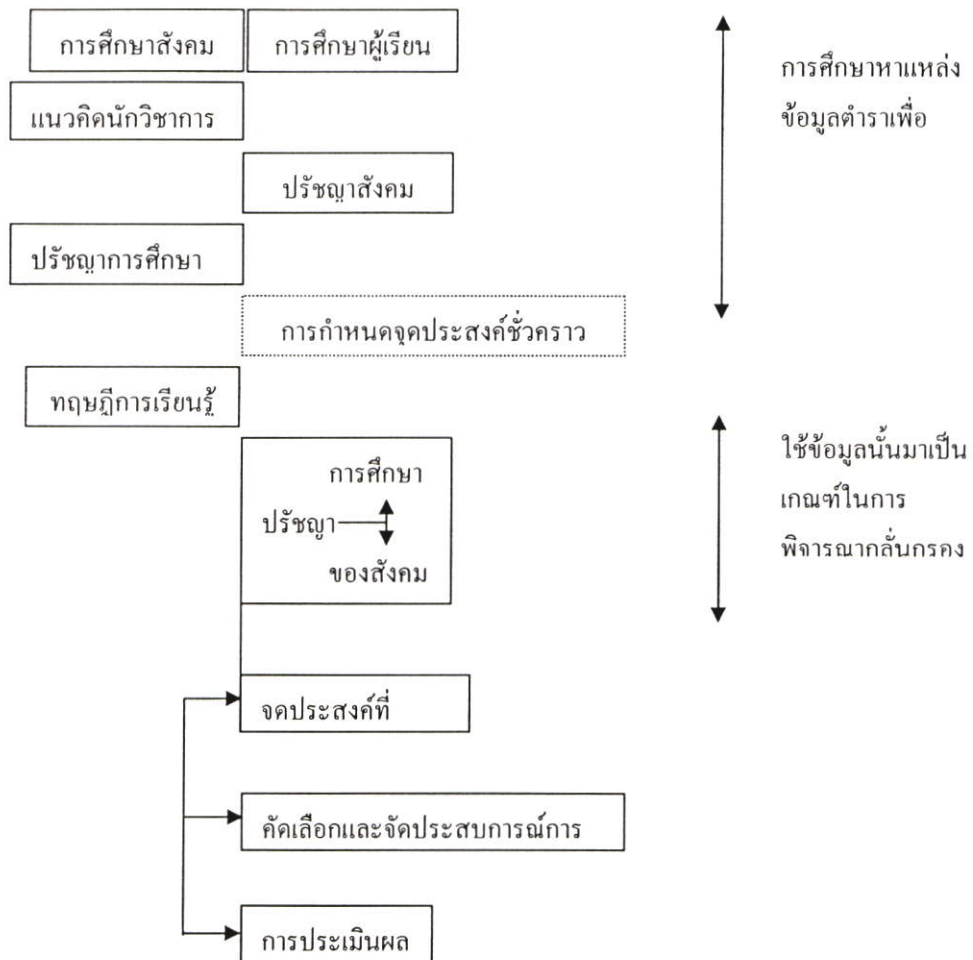 การศึกษาสังคม
การศึกษาผู้เรียน
แนวคิดนักวิชาการ
ปรัชญาสังคม
ปรัชญาการศึกษา
การกำหนดจุดประสงค์ชั่วคราว
ทฤษฎีการเรียนรู้
การศึกษา
ปรัชญา
ของสังคม
จดประสงค์ที่
คัดเลือกและจัดประสบการณ์การ
การประเมินผล
การศึกษาหาแหล่ง
ข้อมูลตำราเพื่อ
ใช้ข้อมูลนั้นมาเป็น
เกณฑ์ในการ
พิจารณากลั่นกรอง